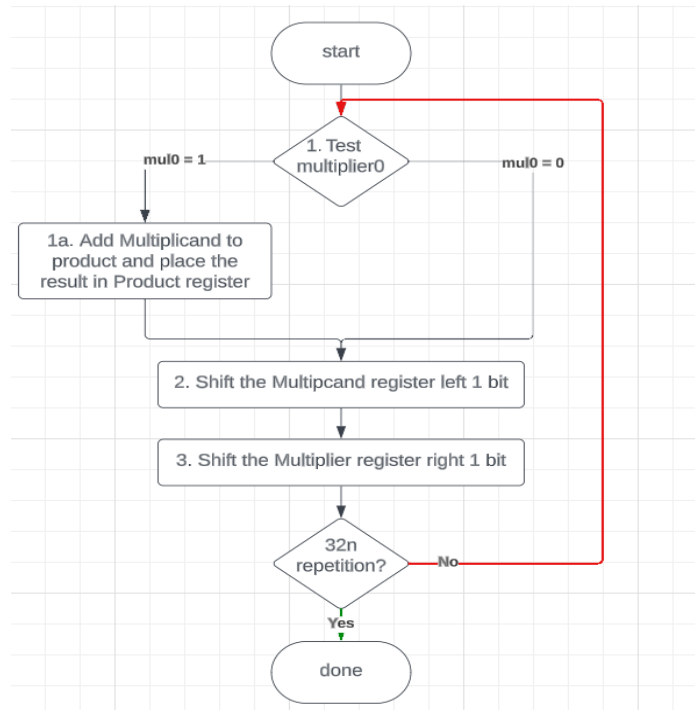 start
1. Test
multiplier0
mul0 = 1
mul0 = 0
1a. Add Multiplicand to
product and place the
result in Product register
2. Shift the Multipcand register left 1 bit
3. Shift the Multiplier register right 1 bit
32n
repetition?
No
Yes
done